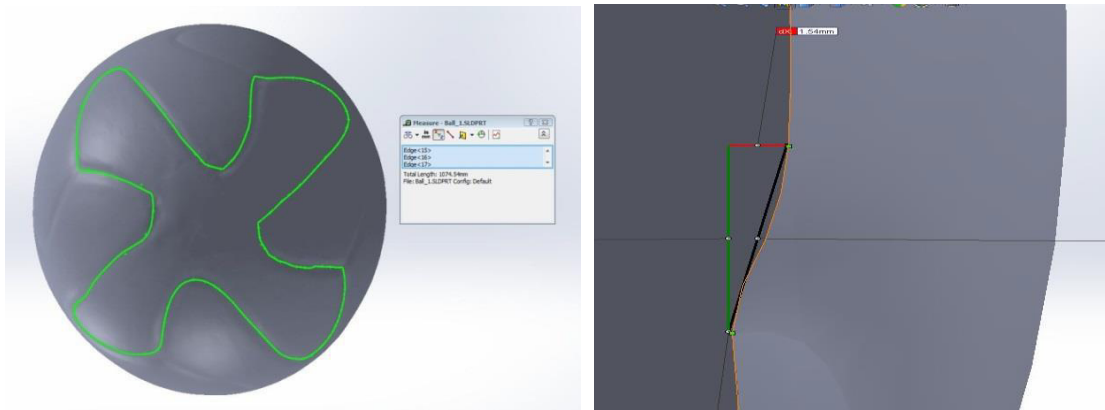 Measure - Ball_1.SLDPRT
Edge<15>
Edge<16>
Edge<17>
Total Length: 1074.54mm
File: Ball_1.SLDPRT Config: Default
1.54mm